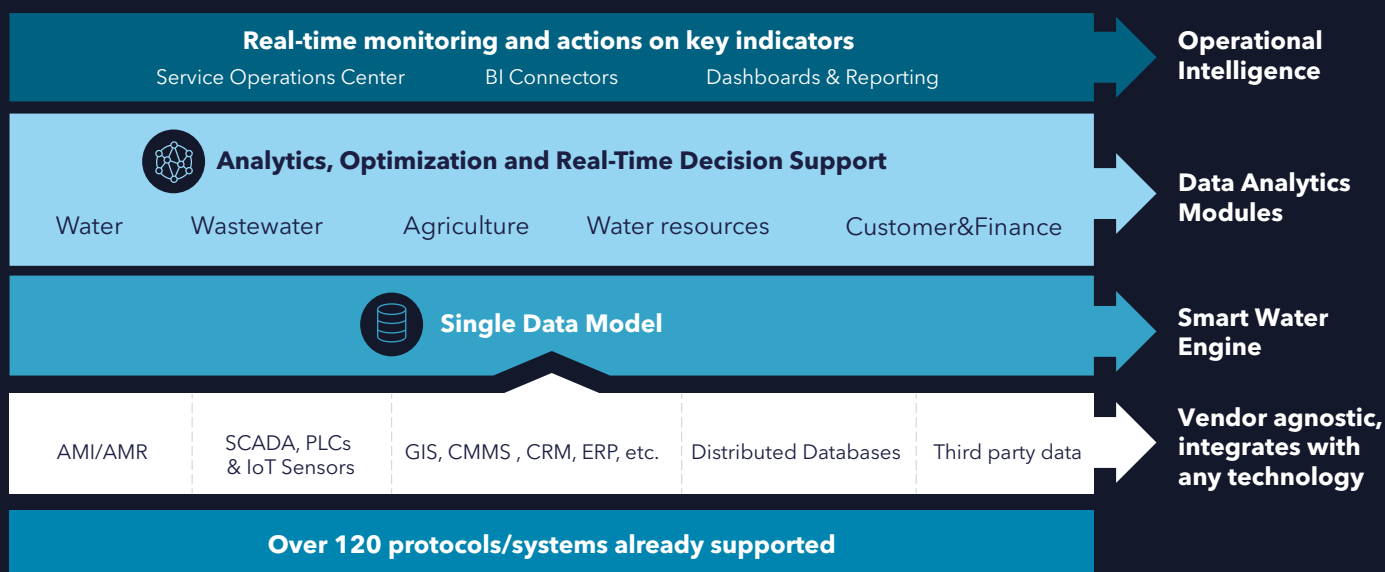 Real-time monitoring and actions on key indicators
Service Operations Center BI Connectors Dashboards & Reporting
Operational
Intelligence
Analytics, Optimization and Real-Time Decision Support
Water Wastewater Agriculture Water resources Customer&Finance
Data Analytics
Modules
Single Data Model
Smart Water
Engine
AMI/AMR
SCADA, PLCs
& IoT Sensors
GIS, CMMS , CRM, ERP, etc.
Distributed Databases
Third party data
Vendor agnostic,
integrates with
any technology
Over 120 protocols/systems already supported